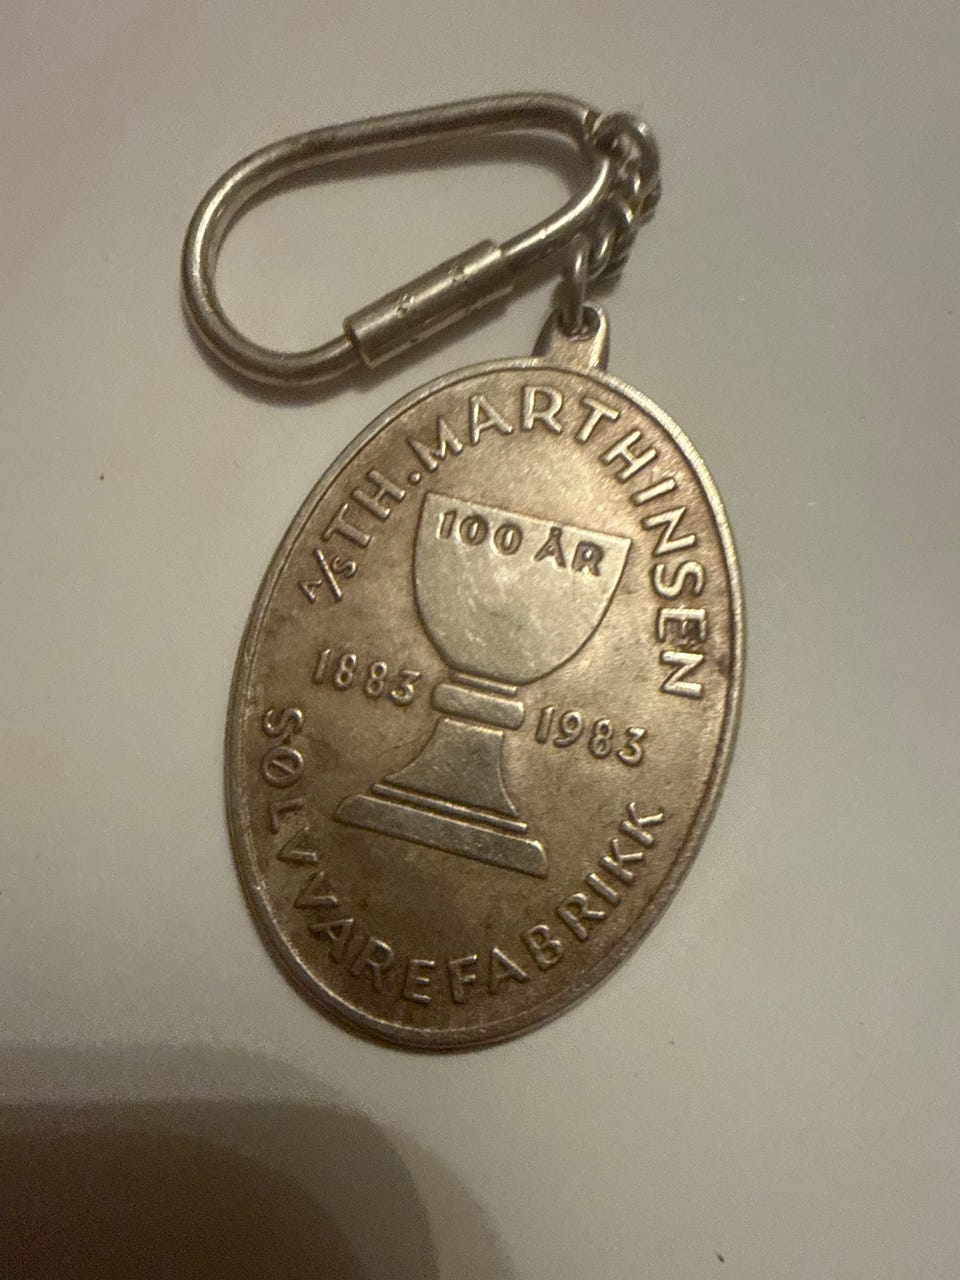 A/S TH. MARTHINSEN
100 ÅR
1883 1983
SØLVVAREFABRIKK